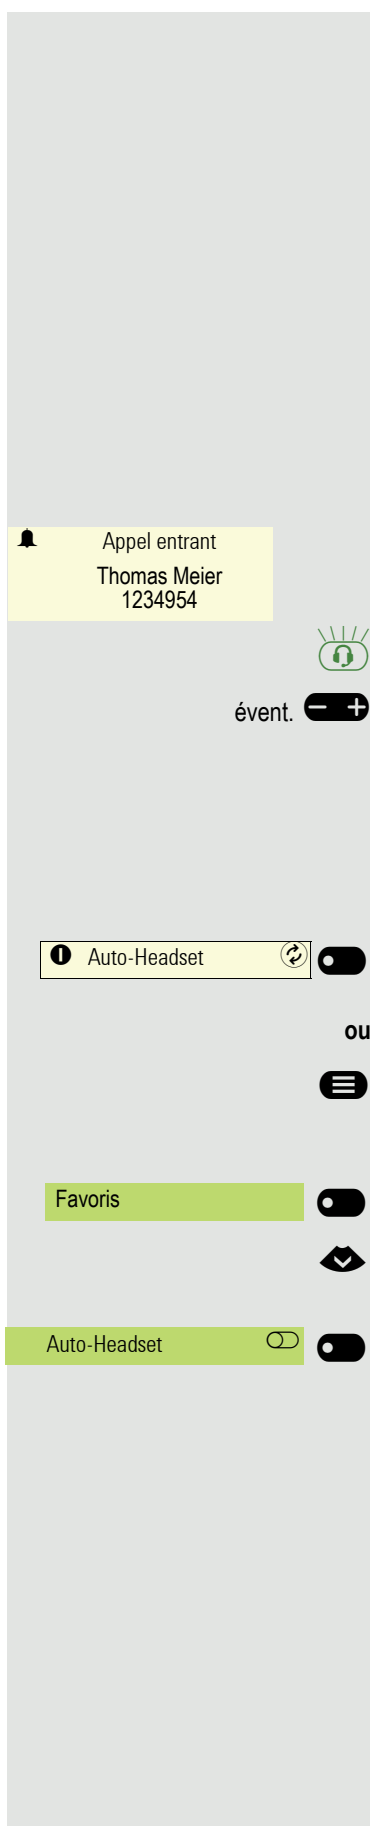 Appel entrant
Thomas Meier
1234954
évent.
Auto-Headset
ou
Favoris
Auto-Headset